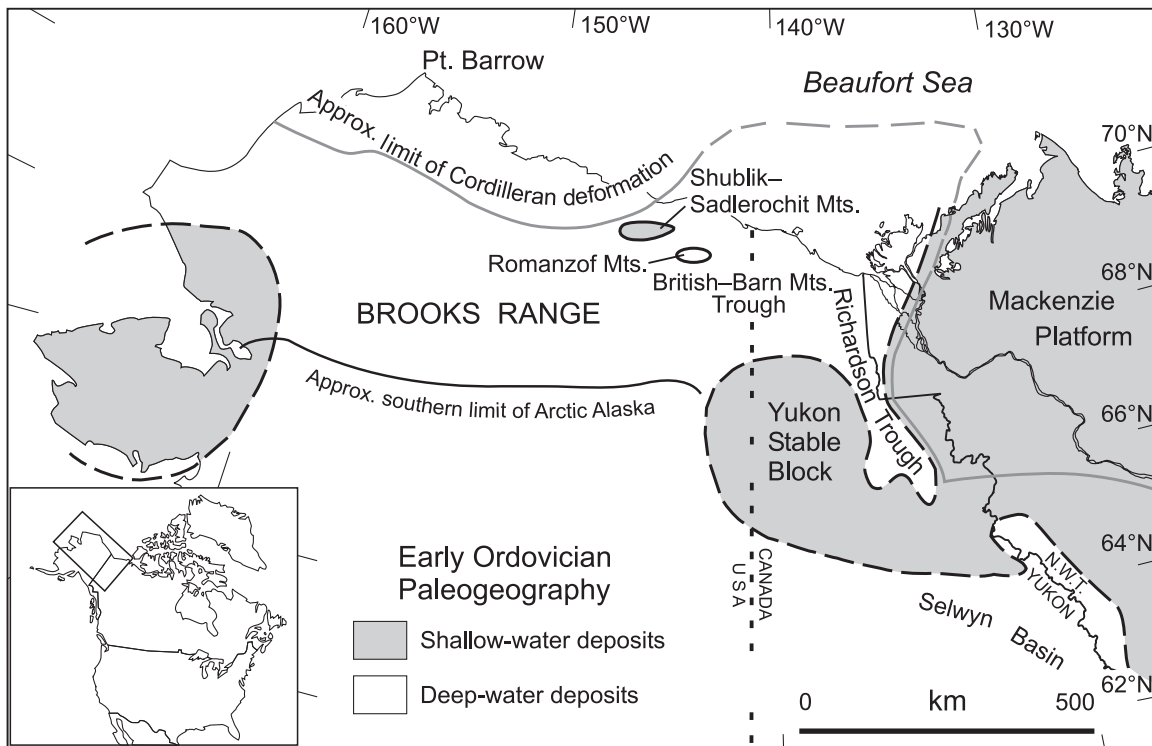 160°W
150°W
140°W
130°W
Pt. Barrow
Beaufort Sea
70°N
Approx. limit of Cordilleran deformation
Shublik–
Sadlerochit Mts.
68°N
Romanzof Mts.
British–Barn Mts.
Trough
BROOKS RANGE
Richardson Trough
Mackenzie
Platform
Approx. southern limit of Arctic Alaska
66°N
Yukon
Stable
Block
64°N
Early Ordovician
Paleogeography
CANADA
USA
N.W.T.
YUKON
Selwyn Basin
Shallow-water deposits
Deep-water deposits
62°N
0 km 500